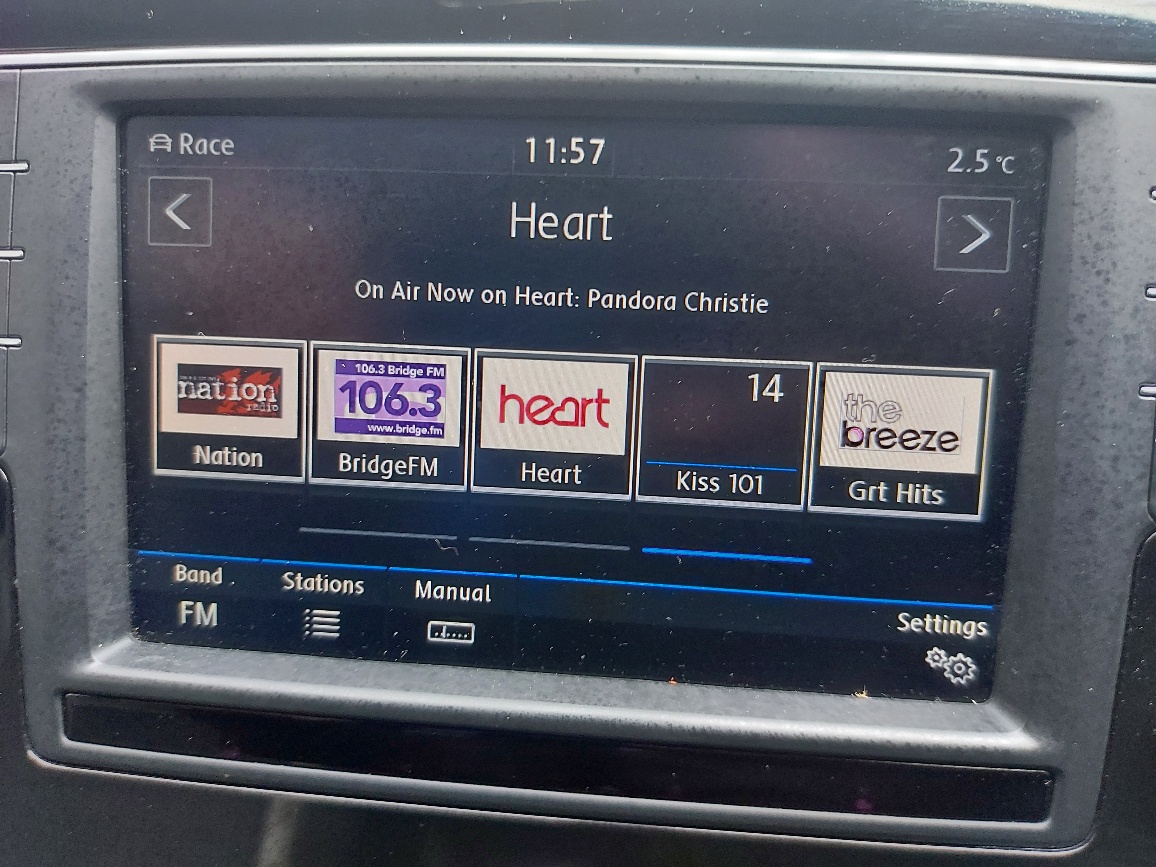 Race
11:57
2.5 °C
Heart
On Air Now on Heart: Pandora Christie
nation
radio
Nation
106.3 Bridge FM
106.3
www.bridge.fm
BridgeFM
heart
Heart
14
Kiss 101
the
breeze
Grt Hits
Band
FM
Stations
Manual
Settings